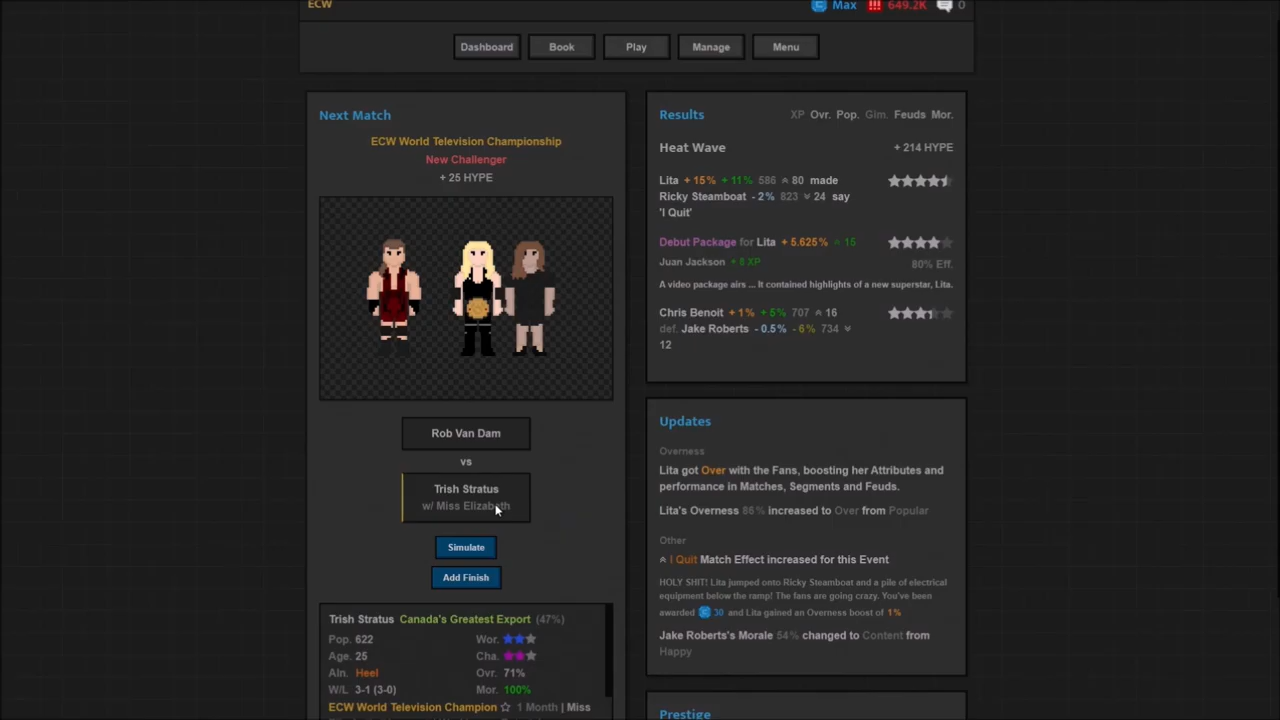 ECW
Max 649.2K 0
Dashboard Book Play Manage Menu
Next Match
ECW World Television Championship
New Challenger
+ 25 HYPE
Rob Van Dam
vs
Trish Stratus
w/ Miss Elizabeth
Simulate
Add Finish
Trish Stratus Canada's Greatest Export (47%)
Pop. 622 Wor.
Age. 25 Cha.
Aln. Heel Ovr. 71%
W/L 3-1 (3-0) Mor. 100%
ECW World Television Champion ☆ 1 Month | Miss
Results XP Ovr. Pop. Gim. Feuds Mor.
Heat Wave + 214 HYPE
Lita + 15% + 11% 586 80 made
Ricky Steamboat - 2% 823 24 say
'I Quit'
Debut Package for Lita + 5.625% 15
Juan Jackson + 8 XP 80% Eff.
A video package airs ... It contained highlights of a new superstar, Lita.
Chris Benoit + 1% + 5% 707 16
def. Jake Roberts - 0.5% - 6% 734
12
Updates
Overness
Lita got Over with the Fans, boosting her Attributes and
performance in Matches, Segments and Feuds.
Lita's Overness 86% increased to Over from Popular
Other
I Quit Match Effect increased for this Event
HOLY SHIT! Lita jumped onto Ricky Steamboat and a pile of electrical
equipment below the ramp! The fans are going crazy. You've been
awarded C 30 and Lita gained an Overness boost of 1%
Jake Roberts's Morale 54% changed to Content from
Happy
Prestige